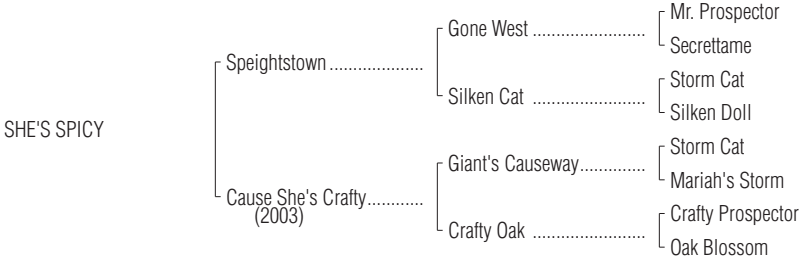 Mr. Prospector
Gone West ........................
Secrettame
Speightstown ....................
Storm Cat
Silken Cat ........................
Silken Doll
SHE'S SPICY
Storm Cat
Giant's Causeway..............
Mariah's Storm
Cause She's Crafty............
(2003)
Crafty Prospector
Crafty Oak ........................
Oak Blossom